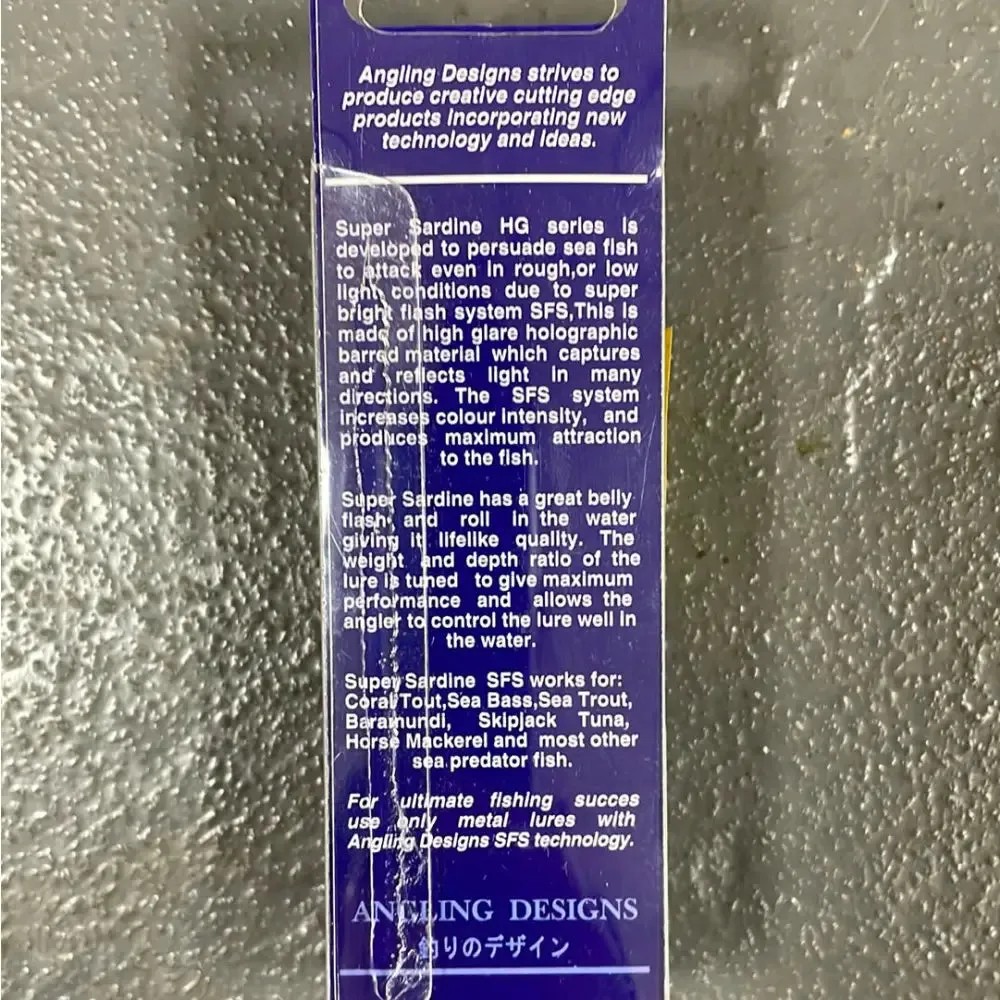 Angling Designs strives to
produce creative cutting edge
products incorporating new
technology and ideas.
Super Sardine HG series is
developed to persuade sea fish
to attack even in rough,or low
light conditions due to super
bright flash system SFS,This is
made of high glare holographic
barred material which captures
and reflects light in many
directions. The SFS system
increases colour intensity, and
produces maximum attraction
to the fish.
Super Sardine has a great belly
flash, and roll in the water
giving it lifelike quality. The
weight and depth ratio of the
lure is tuned to give maximum
performance and allows the
angler to control the lure well in
the water.
Super Sardine SFS works for:
Coral Tout,Sea Bass,Sea Trout,
Baramundi, Skipjack Tuna,
Horse Mackerel and most other
sea predator fish.
For ultimate fishing succes
use only metal lures with
Angling Designs SFS technology.
ANGLING DESIGNS
釣りのデザイン